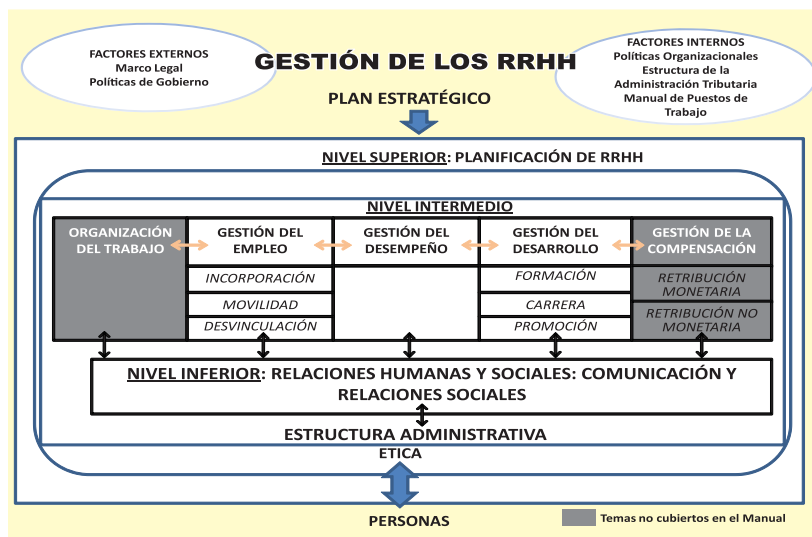 FACTORES EXTERNOS
Marco Legal
Políticas de Gobierno
GESTIÓN DE LOS RRHH
PLAN ESTRATÉGICO
FACTORES INTERNOS
Políticas Organizacionales
Estructura de la
Administración Tributaria
Manual de Puestos de
Trabajo
NIVEL SUPERIOR: PLANIFICACIÓN DE RRHH
NIVEL INTERMEDIO
ORGANIZACIÓN
DEL TRABAJO
GESTIÓN DEL
EMPLEO
INCORPORACIÓN
MOVILIDAD
DESVINCULACIÓN
GESTIÓN DEL
DESEMPEÑO
GESTIÓN DEL
DESARROLLO
FORMACIÓN
CARRERA
PROMOCIÓN
GESTIÓN DE LA
COMPENSACIÓN
RETRIBUCIÓN
MONETARIA
RETRIBUCIÓN NO
MONETARIA
NIVEL INFERIOR: RELACIONES HUMANAS Y SOCIALES: COMUNICACIÓN Y
RELACIONES SOCIALES
ESTRUCTURA ADMINISTRATIVA
ETICA
PERSONAS
Temas no cubiertos en el Manual